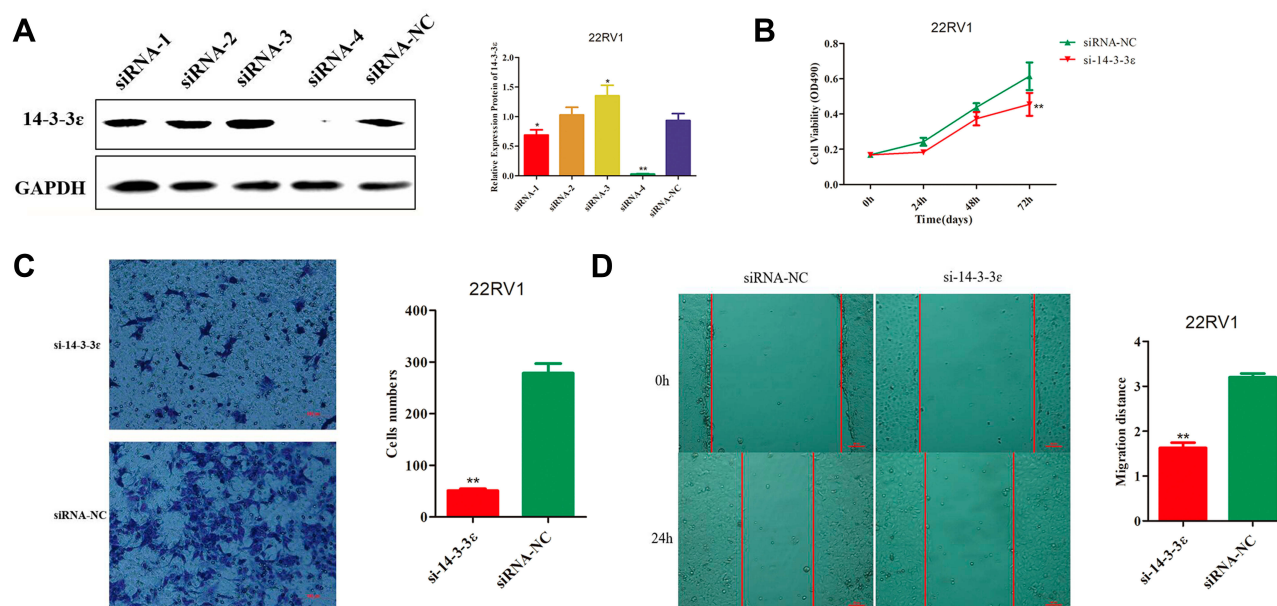 A
siRNA-1
siRNA-2
siRNA-3
siRNA-4
siRNA-NC
14-3-3ε
GAPDH
22RV1
Relative Expression Protein of 14-3-3ε
1.5
2.0
1.0
0.5
0.0
*
*
**
siRNA-1
siRNA-2
siRNA-3
siRNA-4
siRNA-NC
B
22RV1
siRNA-NC
si-14-3-3ε
Cell Viability (OD490)
0.8
0.6
0.4
0.2
0.0
**
0h
24h
48h
72h
Time(days)
C
si-14-3-3ε
siRNA-NC
22RV1
Cells numbers
400
300
200
100
0
**
si-14-3-3ε
siRNA-NC
D
siRNA-NC
si-14-3-3ε
0h
24h
22RV1
Migration distance
4
3
2
1
0
**
si-14-3-3ε
siRNA-NC